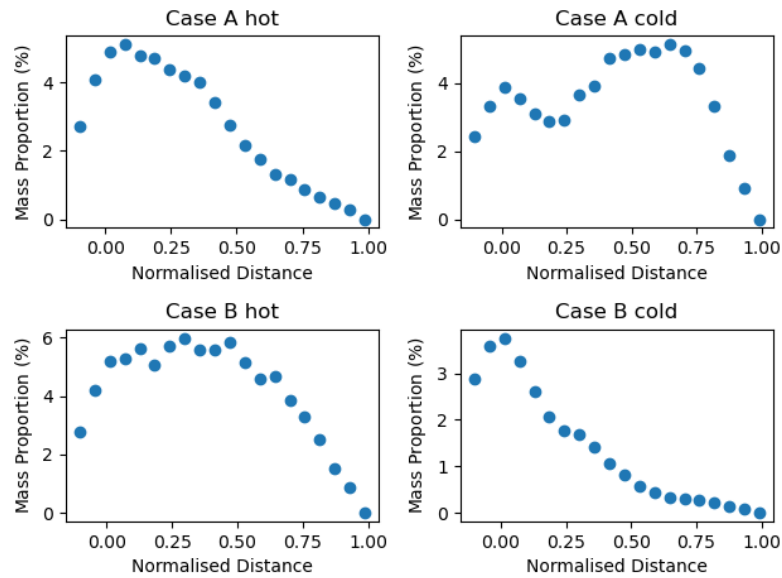 Case A hot
Mass Proportion (%)
4
2
0
0.00 0.25 0.50 0.75 1.00
Normalised Distance
Case A cold
Mass Proportion (%)
4
2
0
0.00 0.25 0.50 0.75 1.00
Normalised Distance
Case B hot
Mass Proportion (%)
6
4
2
0
0.00 0.25 0.50 0.75 1.00
Normalised Distance
Case B cold
Mass Proportion (%)
3
2
1
0
0.00 0.25 0.50 0.75 1.00
Normalised Distance